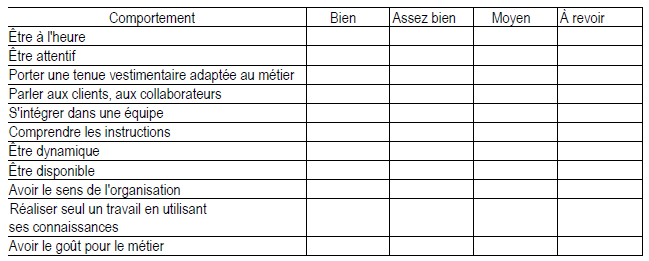 Comportement Bien Assez bien Moyen À revoir
Être à l'heure
Être attentif
Porter une tenue vestimentaire adaptée au métier
Parler aux clients, aux collaborateurs
S'intégrer dans une équipe
Comprendre les instructions
Être dynamique
Être disponible
Avoir le sens de l'organisation
Réaliser seul un travail en utilisant
ses connaissances
Avoir le goût pour le métier